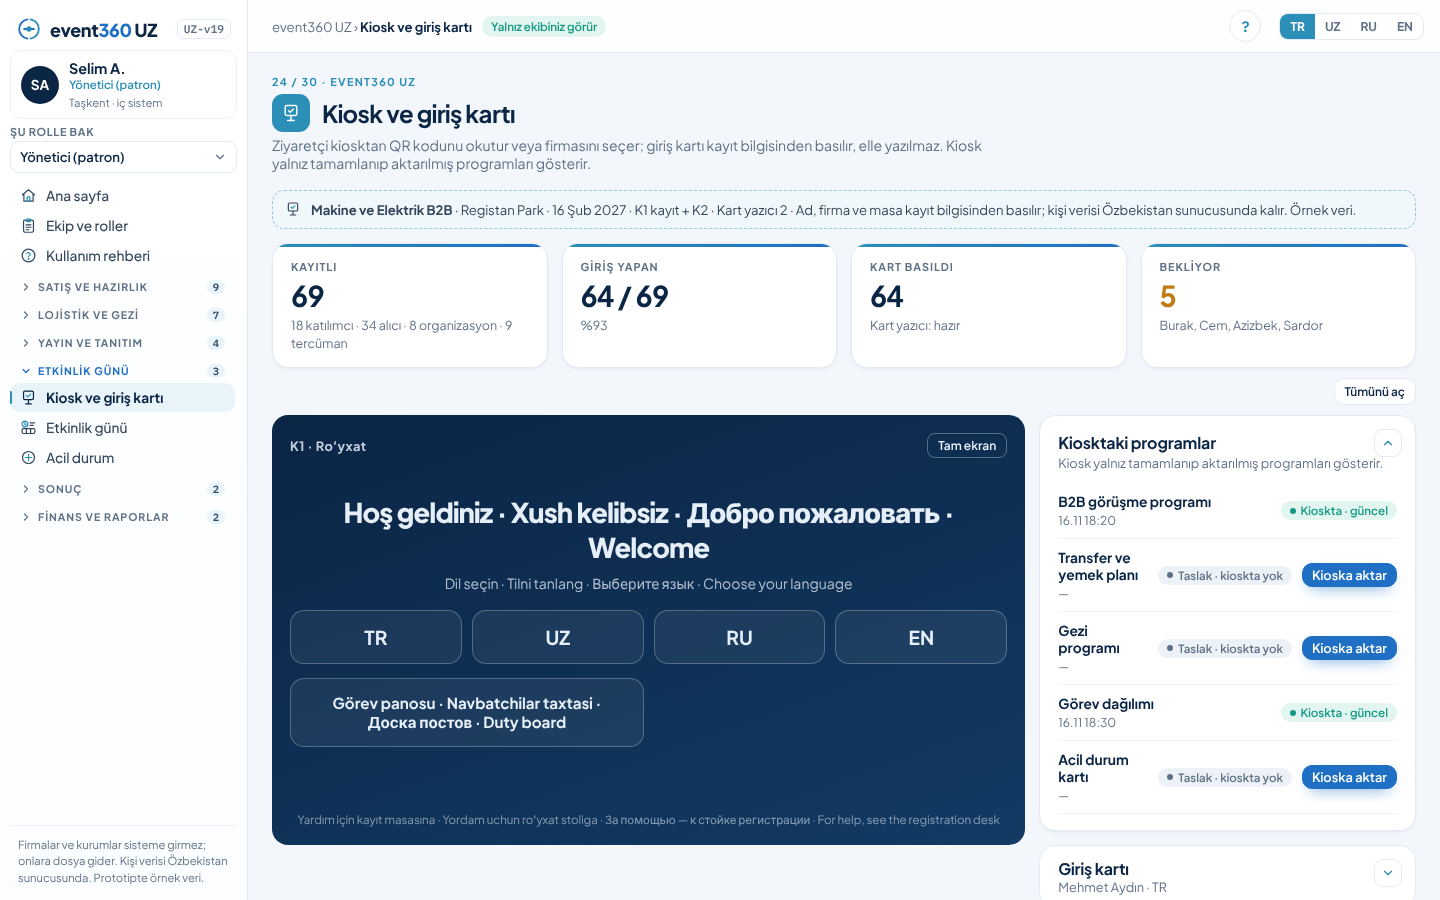 event360 UZ
UZ-v19
SA
Selim A.
Yönetici (patron)
Taşkent · iç sistem
ŞU ROLLE BAK
Yönetici (patron)
Ana sayfa
Ekip ve roller
Kullanım rehberi
SATIŞ VE HAZIRLIK 9
LOJİSTİK VE GEZİ 7
YAYIN VE TANITIM 4
ETKİNLİK GÜNÜ 3
Kiosk ve giriş kartı
Etkinlik günü
Acil durum
SONUÇ 2
FİNANS VE RAPORLAR 2
Firmalar ve kurumlar sisteme girmez;
onlara dosya gider. Kişi verisi Özbekistan
sunucusunda. Prototipte örnek veri.
event360 UZ › Kiosk ve giriş kartı
Yalnız ekibiniz görür
?
TR UZ RU EN
24 / 30 · EVENT360 UZ
Kiosk ve giriş kartı
Ziyaretçi kiosktan QR kodunu okutur veya firmasını seçer; giriş kartı kayıt bilgisinden basılır, elle yazılmaz. Kiosk
yalnız tamamlanıp aktarılmış programları gösterir.
Makine ve Elektrik B2B · Registan Park · 16 Şub 2027 · K1 kayıt + K2 · Kart yazıcı 2 · Ad, firma ve masa kayıt bilgisinden basılır; kişi verisi Özbekistan sunucusunda kalır. Örnek veri.
KAYITLI
69
18 katılımcı · 34 alıcı · 8 organizasyon · 9
tercüman
GİRİŞ YAPAN
64 / 69
%93
KART BASILDI
64
Kart yazıcı: hazır
BEKLİYOR
5
Burak, Cem, Azizbek, Sardor
Tümünü aç
K1 · Roʻyxat
Tam ekran
Hoş geldiniz · Xush kelibsiz · Добро пожаловать ·
Welcome
Dil seçin · Tilni tanlang · Выберите язык · Choose your language
TR
UZ
RU
EN
Görev panosu · Navbatchilar taxtasi ·
Доска постов · Duty board
Yardım için kayıt masasına · Yordam uchun roʻyxat stoliga · За помощью — к стойке регистрации · For help, see the registration desk
Kiosktaki programlar
Kiosk yalnız tamamlanıp aktarılmış programları gösterir.
B2B görüşme programı
16.11 18:20
Kioskta · güncel
Transfer ve
yemek planı
—
Taslak · kioskta yok
Kioska aktar
Gezi
programı
—
Taslak · kioskta yok
Kioska aktar
Görev dağılımı
16.11 18:30
Kioskta · güncel
Acil durum
kartı
—
Taslak · kioskta yok
Kioska aktar
Giriş kartı
Mehmet Aydın · TR